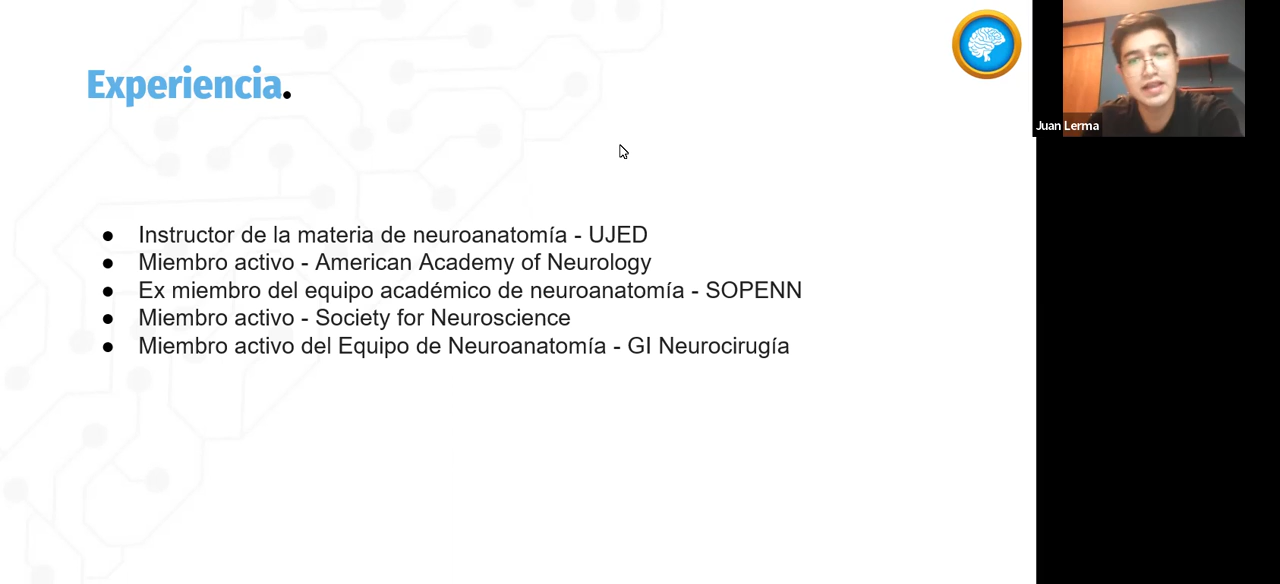 Experiencia.
Juan Lerma
● Instructor de la materia de neuroanatomía - UJED
● Miembro activo - American Academy of Neurology
● Ex miembro del equipo académico de neuroanatomía - SOPENN
● Miembro activo - Society for Neuroscience
● Miembro activo del Equipo de Neuroanatomía - GI Neurocirugía